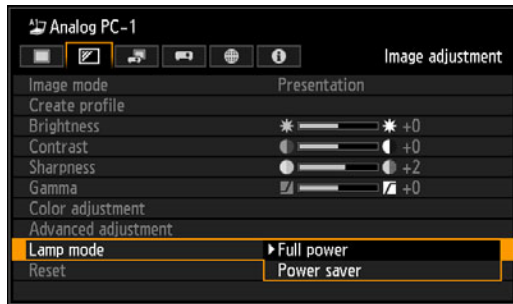 Analog PC-1
Image adjustment
Image mode Presentation
Create profile
Brightness +0
Contrast +0
Sharpness +2
Gamma +0
Color adjustment
Advanced adjustment
Lamp mode Full power
Reset Power saver